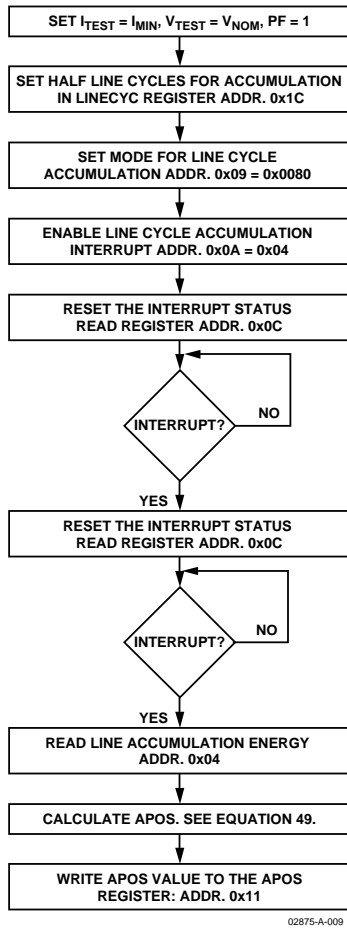 SET I_TEST = I_MIN, V_TEST = V_NOM, PF = 1
SET HALF LINE CYCLES FOR ACCUMULATION
IN LINECYC REGISTER ADDR. 0x1C
SET MODE FOR LINE CYCLE
ACCUMULATION ADDR. 0x09 = 0x0080
ENABLE LINE CYCLE ACCUMULATION
INTERRUPT ADDR. 0x0A = 0x04
RESET THE INTERRUPT STATUS
READ REGISTER ADDR. 0x0C
INTERRUPT?
NO
YES
RESET THE INTERRUPT STATUS
READ REGISTER ADDR. 0x0C
INTERRUPT?
NO
YES
READ LINE ACCUMULATION ENERGY
ADDR. 0x04
CALCULATE APOS. SEE EQUATION 49.
WRITE APOS VALUE TO THE APOS
REGISTER: ADDR. 0x11
02875-A-009